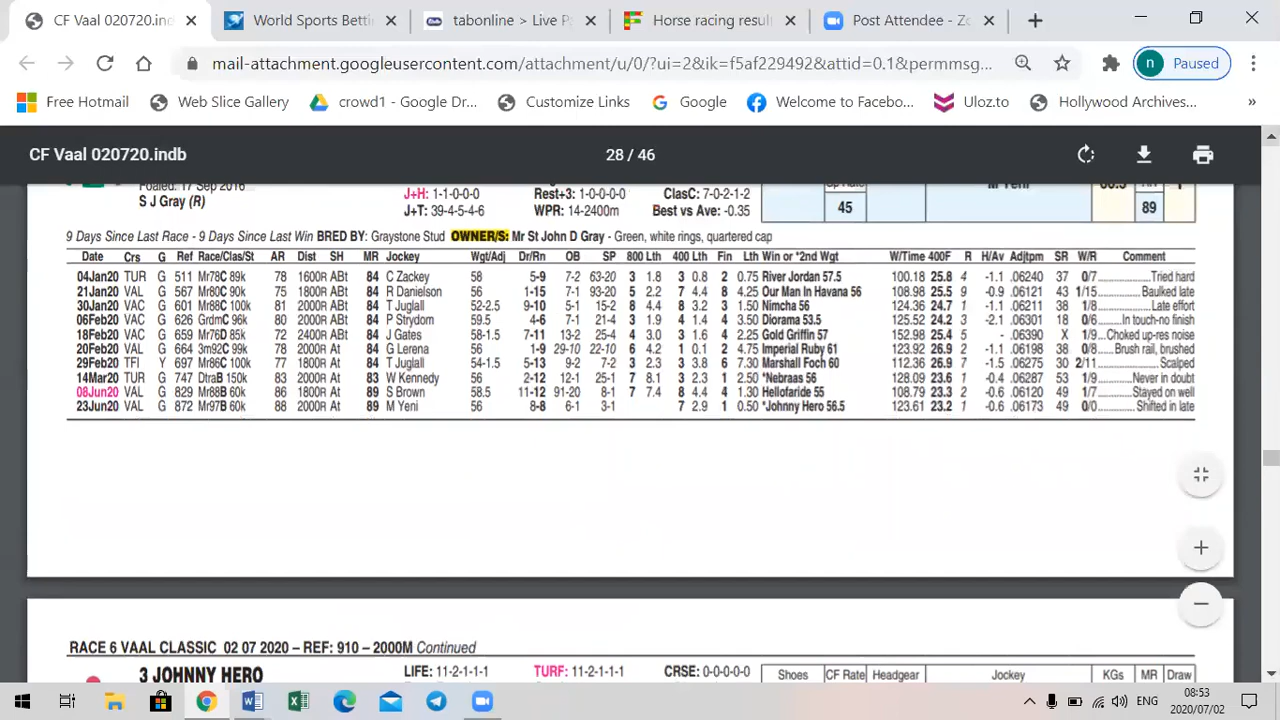 CF Vaal 020720.ind
World Sports Bett
tabonline > Live P
Horse racing resul
Post Attendee - Zo
mail-attachment.googleusercontent.com/attachment/u/0/?ui=2&ik=f5af229492&attid=0.1&permmsg...
n Paused
Free Hotmail
Web Slice Gallery
crowd1 - Google Dr...
Customize Links
Google
Welcome to Facebo...
Uloz.to
Hollywood Archives...
»
CF Vaal 020720.indb
28 / 46
Foaled: 17 Sep 2016
S J Gray (R)
J+H: 1-1-0-0-0 Rest+3: 1-0-0-0-0 ClasC: 7-0-2-1-2
J+T: 39-4-5-4-6 WPR: 14-2400m Best vs Ave: -0.35
45 M Yeni 89
9 Days Since Last Race - 9 Days Since Last Win BRED BY: Graystone Stud OWNER/S: Mr St John D Gray - Green, white rings, quartered cap
Date Crs G Ref Race/Clas/St AR Dist SH MR Jockey Wgt/Adj Dr/Rn OB SP 800 Lth 400 Lth Fin Lth Win or *2nd Wgt W/Time 400F R H/Av Adjtpm SR W/R Comment
04Jan20 TUR G 511 Mr78C 89k 78 1600R ABt 84 C Zackey 58 5-9 7-2 63-20 3 1.8 3 0.8 2 0.75 River Jordan 57.5 100.18 25.8 4 -1.1 .06240 37 0/7 ...........Tried hard
21Jan20 VAL G 567 Mr80C 90k 75 1800R ABt 84 R Danielson 56 1-15 7-1 93-20 5 2.2 7 4.4 8 4.25 Our Man In Havana 56 108.98 25.5 9 -0.9 .06121 43 1/15 ..........Baulked late
30Jan20 VAC G 601 Mr88C 100k 81 2000R ABt 84 T Juglall 52-2.5 9-10 5-1 15-2 8 4.4 8 3.2 3 1.50 Nimcha 56 124.36 24.7 1 -1.1 .06211 38 1/8 ............Late effort
06Feb20 VAC G 626 GrdmC 96k 80 2000R ABt 84 P Strydom 59.5 4-6 7-1 21-4 3 1.9 4 1.4 4 3.50 Diorama 53.5 125.52 24.2 3 -2.1 .06301 18 0/6 ........In touch-no finish
18Feb20 VAC G 659 Mr76D 85k 72 2400R ABt 84 J Gates 58-1.5 7-11 13-2 25-4 4 3.0 3 1.6 4 2.25 Gold Griffin 57 152.98 25.4 5 - .06390 X 0/1 ...Choked up-res noise
20Feb20 VAL G 664 3m92C 99k 78 2000R At 84 G Lerena 56 1-9 29-10 22-10 6 4.2 1 0.1 2 4.75 Imperial Ruby 61 123.92 26.9 2 -1.1 .06198 38 0/8 ....Brush rail, brushed
29Feb20 TFI Y 697 Mr86C 100k 77 1800R At 84 T Juglall 54-1.5 5-13 9-2 7-2 3 2.3 3 3.8 6 7.30 Marshall Foch 60 112.36 26.9 7 -1.5 .06275 30 2/11 ...............Scalped
14Mar20 TUR G 747 DtraB 150k 83 2000R At 83 W Kennedy 56 2-12 12-1 25-1 7 8.1 3 2.3 1 2.50 *Nebraas 56 128.09 23.6 1 -0.4 .06287 53 1/9 .........Never in doubt
08Jun20 VAL G 829 Mr88B 60k 86 1800R At 89 S Brown 58.5 11-12 91-20 8-1 7 7.4 8 4.4 4 1.30 Hellofaride 55 108.79 23.3 2 -0.6 .06120 49 1/7 .........Stayed on well
23Jun20 VAL G 872 Mr97B 60k 88 2000R At 89 M Yeni 56 8-8 6-1 3-1 7 2.9 1 0.50 *Johnny Hero 56.5 123.61 23.2 1 -0.6 .06173 49 0/0 ..........Shifted in late
RACE 6 VAAL CLASSIC 02 07 2020 – REF: 910 – 2000M Continued
3 JOHNNY HERO
LIFE: 11-2-1-1-1 TURF: 11-2-1-1-1 CRSE: 0-0-0-0-0
Shoes CF Rate Headgear Jockey KGs MR Draw
ENG
08:53
2020/07/02